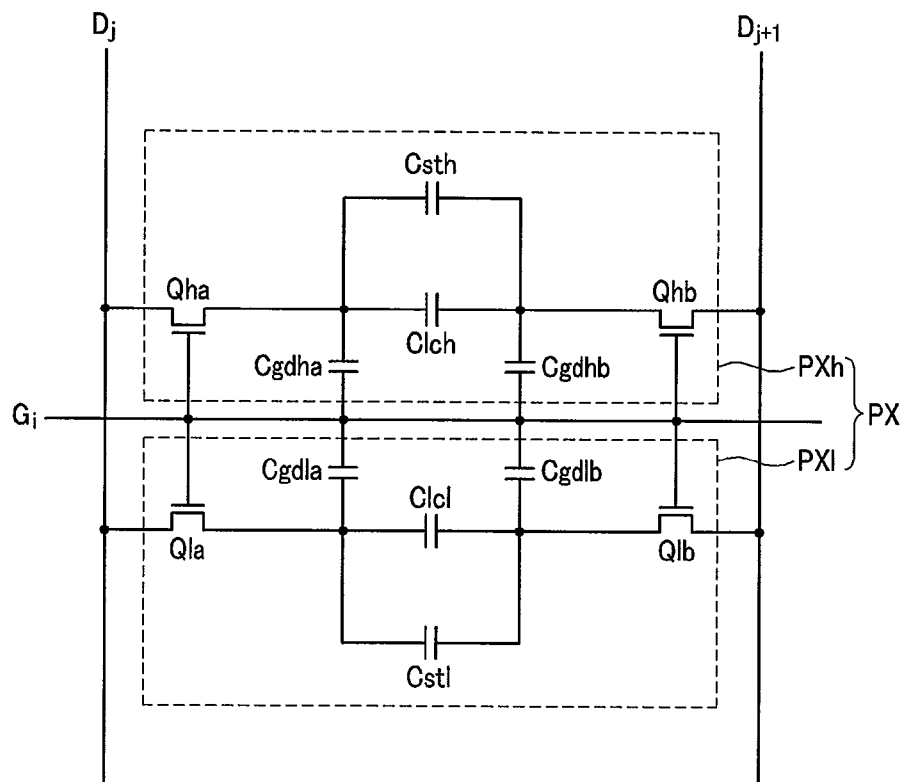 Dj
Dj+1
Csth
Qha
Qhb
Clch
Cgdha
Cgdhb
PXh
Gi
PX
Cgdla
Cgdlb
PXl
Clcl
Qla
Qlb
Cstl